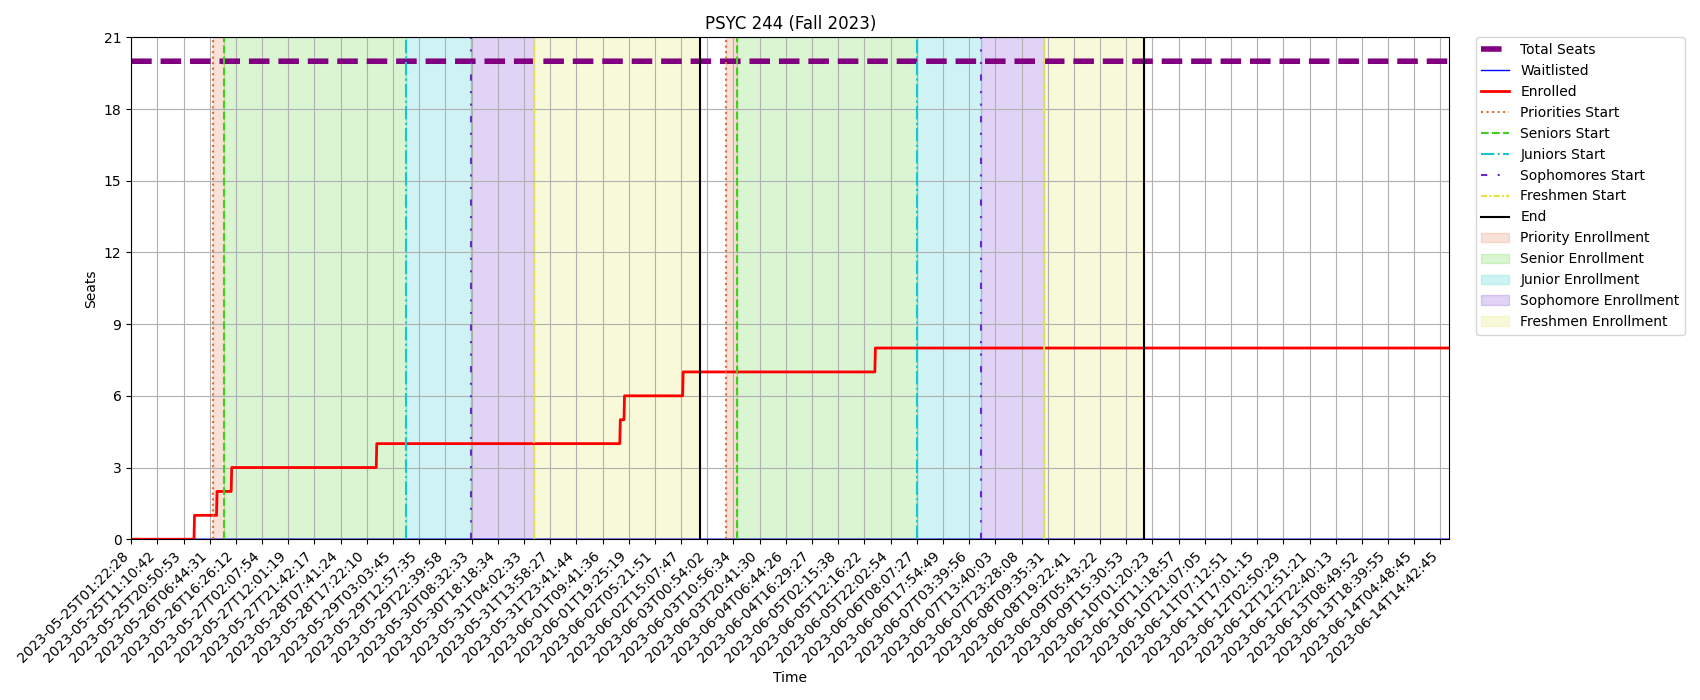 PSYC 244 (Fall 2023)
Seats
21
18
15
12
9
6
3
0
2023-05-25T01:22:28
2023-05-25T11:10:42
2023-05-25T20:50:53
2023-05-26T06:44:31
2023-05-26T16:26:12
2023-05-27T02:07:54
2023-05-27T12:01:19
2023-05-27T21:42:17
2023-05-28T07:41:24
2023-05-28T17:22:10
2023-05-29T03:03:45
2023-05-29T12:57:35
2023-05-29T22:39:58
2023-05-30T08:32:33
2023-05-30T18:18:34
2023-05-31T04:02:33
2023-05-31T13:58:27
2023-05-31T23:41:44
2023-06-01T09:41:36
2023-06-01T19:25:19
2023-06-02T05:21:51
2023-06-02T15:07:47
2023-06-03T00:54:02
2023-06-03T10:56:34
2023-06-03T20:41:30
2023-06-04T06:44:26
2023-06-04T16:29:27
2023-06-05T02:15:38
2023-06-05T12:16:22
2023-06-05T22:02:54
2023-06-06T08:07:27
2023-06-06T17:54:49
2023-06-07T03:39:56
2023-06-07T13:40:03
2023-06-07T23:28:08
2023-06-08T09:35:31
2023-06-08T19:22:41
2023-06-09T05:43:22
2023-06-09T15:30:53
2023-06-10T01:20:23
2023-06-10T11:18:57
2023-06-10T21:07:05
2023-06-11T07:12:51
2023-06-11T17:01:15
2023-06-12T02:50:29
2023-06-12T12:51:21
2023-06-12T22:40:13
2023-06-13T08:49:52
2023-06-13T18:39:55
2023-06-14T04:48:45
2023-06-14T14:42:45
Time
Total Seats
Waitlisted
Enrolled
Priorities Start
Seniors Start
Juniors Start
Sophomores Start
Freshmen Start
End
Priority Enrollment
Senior Enrollment
Junior Enrollment
Sophomore Enrollment
Freshmen Enrollment